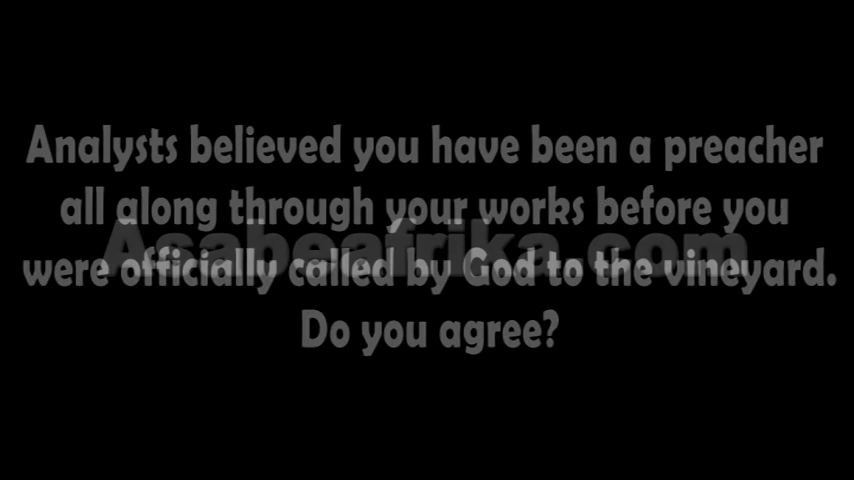 Analysts believed you have been a preacher
all along through your works before you
Asabeafrika.com
were officially called by God to the vineyard.
Do you agree?